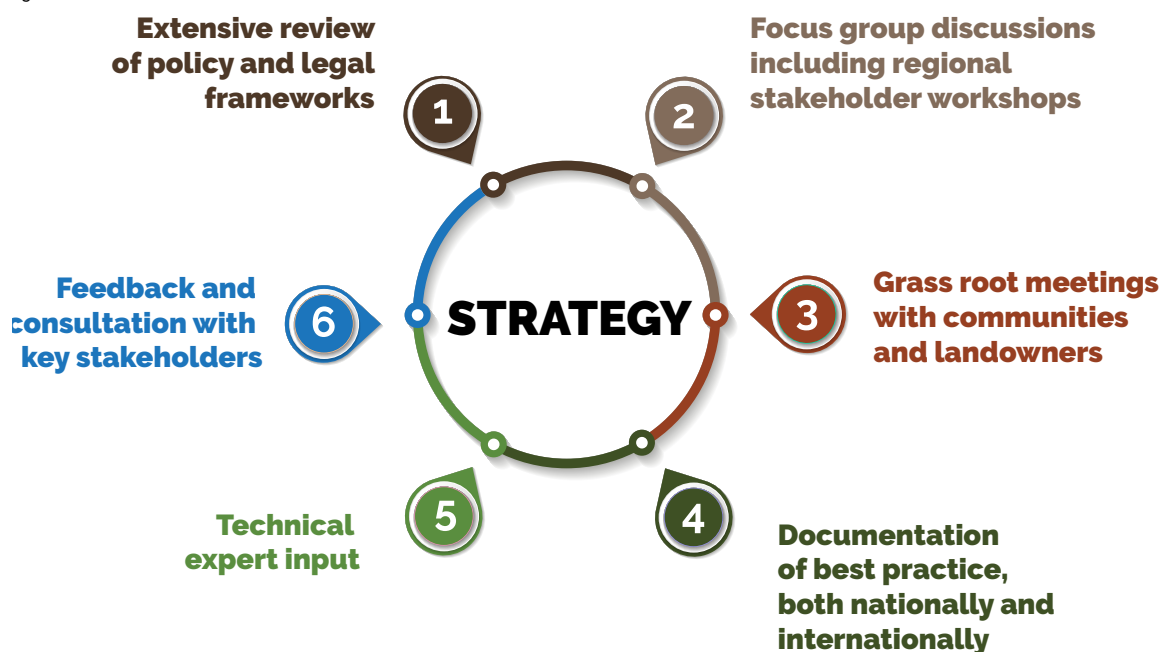 Extensive review
of policy and legal
frameworks
1
2
Focus group discussions
including regional
stakeholder workshops
Feedback and
consultation with
key stakeholders
6
STRATEGY
3
Grass root meetings
with communities
and landowners
Technical
expert input
5
4
Documentation
of best practice,
both nationally and
internationally